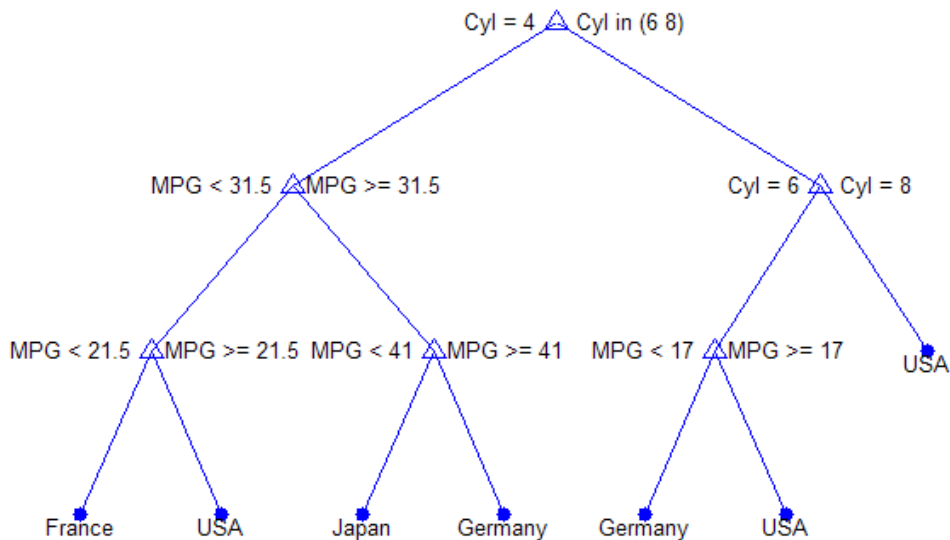 Cyl = 4 Cyl in (6 8)
MPG < 31.5 MPG >= 31.5 Cyl = 6 Cyl = 8
MPG < 21.5 MPG >= 21.5 MPG < 41 MPG >= 41 MPG < 17 MPG >= 17 USA
France USA Japan Germany Germany USA